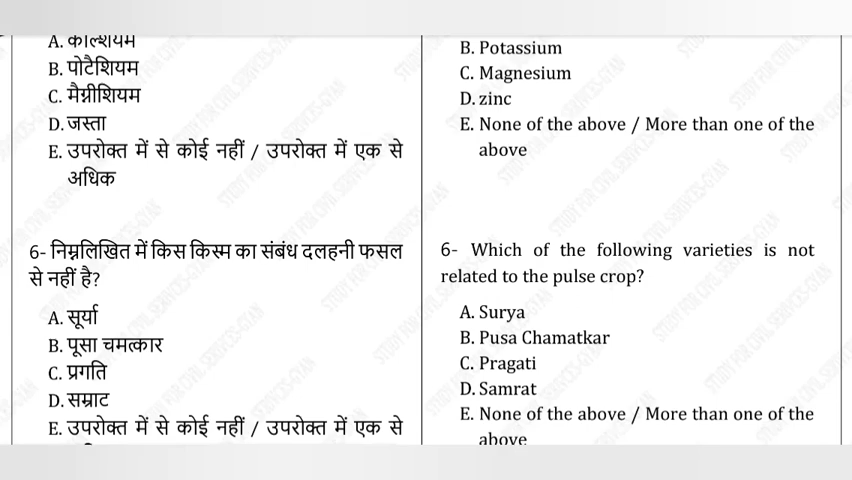 A. कैल्शियम
B. पोटैशियम
C. मैग्नीशियम
D. जस्ता
E. उपरोक्त में से कोई नहीं / उपरोक्त में एक से
अधिक
6- निम्नलिखित में किस किस्म का संबंध दलहनी फसल
से नहीं है?
A. सूर्या
B. पूसा चमत्कार
C. प्रगति
D. सम्राट
E. उपरोक्त में से कोई नहीं / उपरोक्त में एक से
B. Potassium
C. Magnesium
D. zinc
E. None of the above / More than one of the
above
6- Which of the following varieties is not
related to the pulse crop?
A. Surya
B. Pusa Chamatkar
C. Pragati
D. Samrat
E. None of the above / More than one of the
above